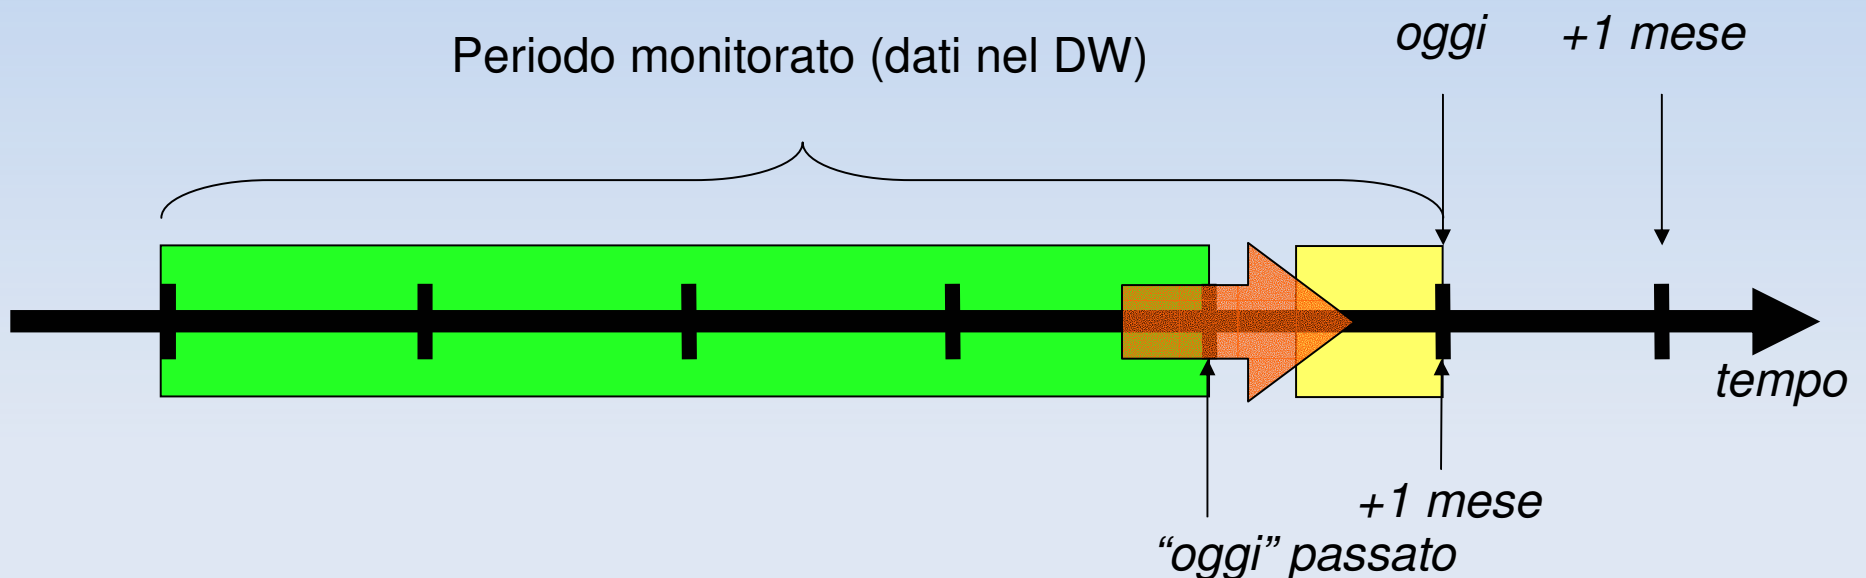 Periodo monitorato (dati nel DW)
oggi
+1 mese
tempo
+1 mese
“oggi” passato